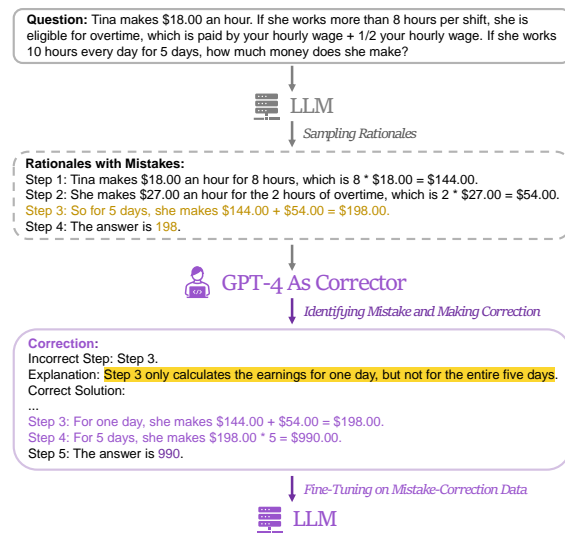 Question: Tina makes $18.00 an hour. If she works more than 8 hours per shift, she is
eligible for overtime, which is paid by your hourly wage + 1/2 your hourly wage. If she works
10 hours every day for 5 days, how much money does she make?
LLM
Sampling Rationales
Rationales with Mistakes:
Step 1: Tina makes $18.00 an hour for 8 hours, which is 8 * $18.00 = $144.00.
Step 2: She makes $27.00 an hour for the 2 hours of overtime, which is 2 * $27.00 = $54.00.
Step 3: So for 5 days, she makes $144.00 + $54.00 = $198.00.
Step 4: The answer is 198.
GPT-4 As Corrector
Identifying Mistake and Making Correction
Correction:
Incorrect Step: Step 3.
Explanation: Step 3 only calculates the earnings for one day, but not for the entire five days.
Correct Solution:
...
Step 3: For one day, she makes $144.00 + $54.00 = $198.00.
Step 4: For 5 days, she makes $198.00 * 5 = $990.00.
Step 5: The answer is 990.
Fine-Tuning on Mistake-Correction Data
LLM